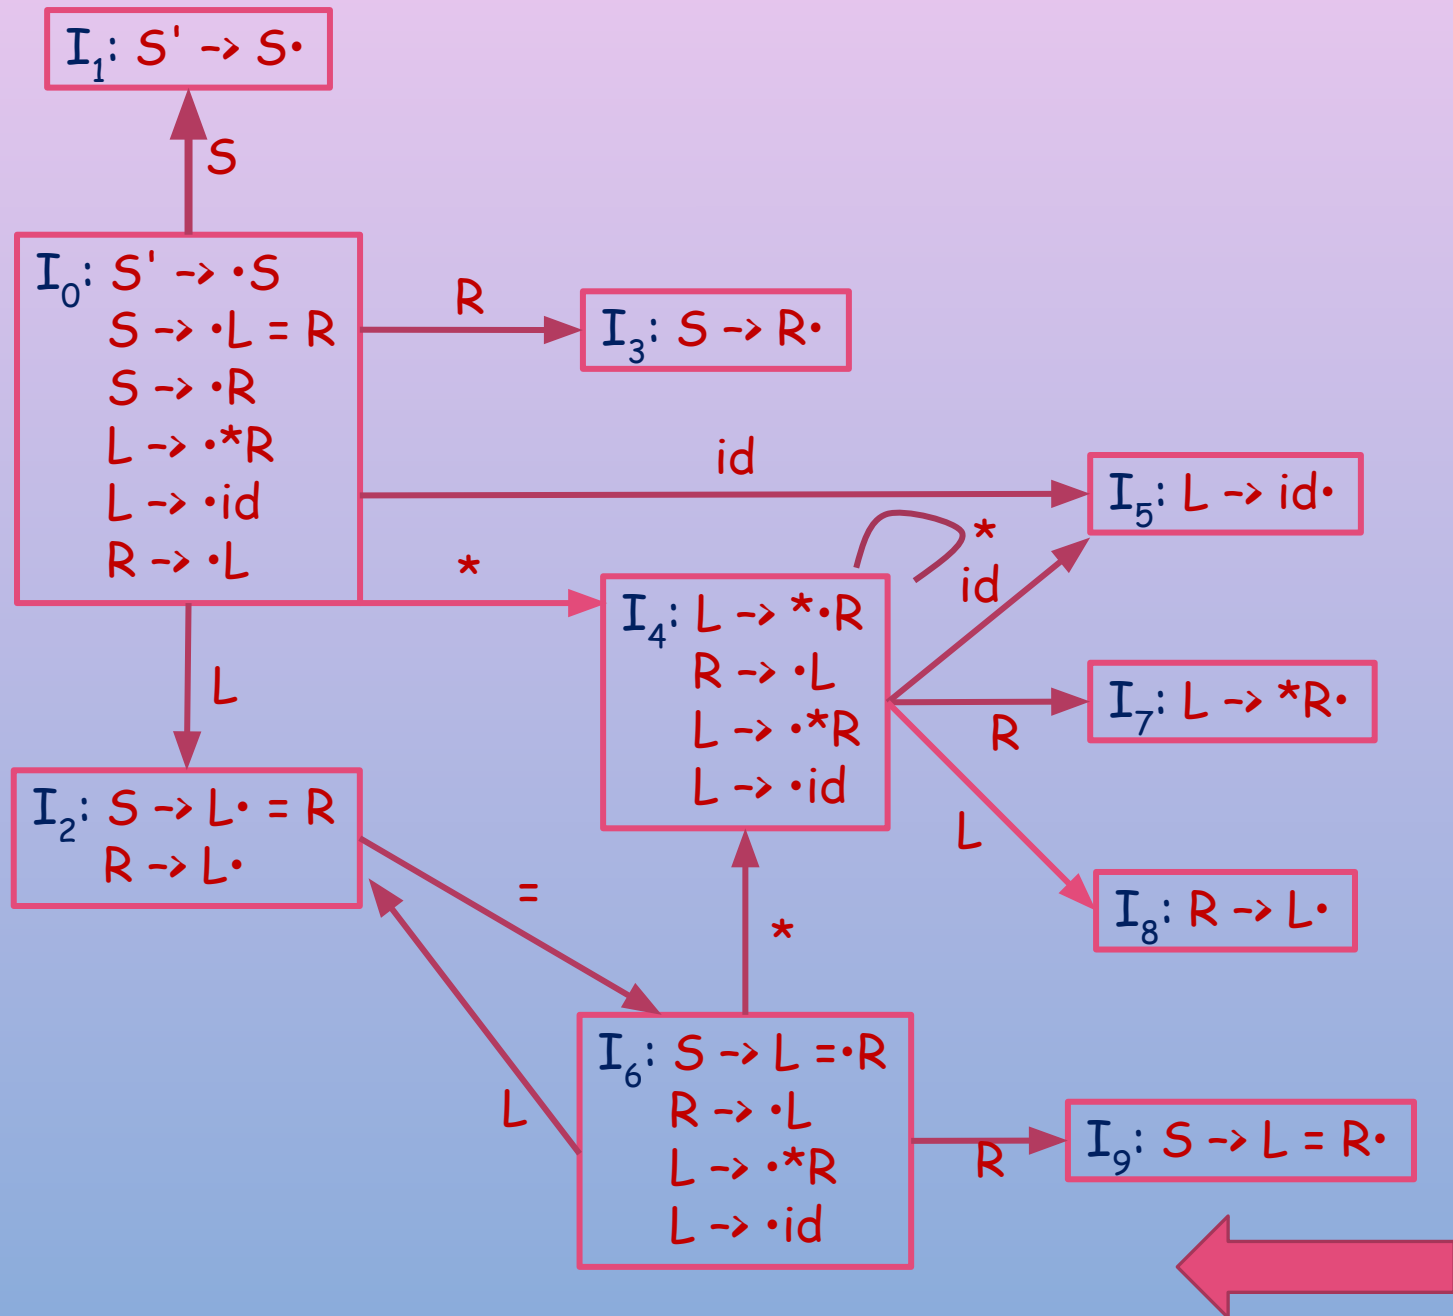 I₁: S' -> S•
S
I₀: S' -> •S
S -> •L = R
S -> •R
L -> •*R
L -> •id
R -> •L
R
I₃: S -> R•
id
I₅: L -> id•
*
*
id
I₄: L -> *•R
R -> •L
L -> •*R
L -> •id
R
I₇: L -> *R•
L
L
I₈: R -> L•
I₂: S -> L• = R
R -> L•
=
*
L
I₆: S -> L =•R
R -> •L
L -> •*R
L -> •id
R
I₉: S -> L = R•